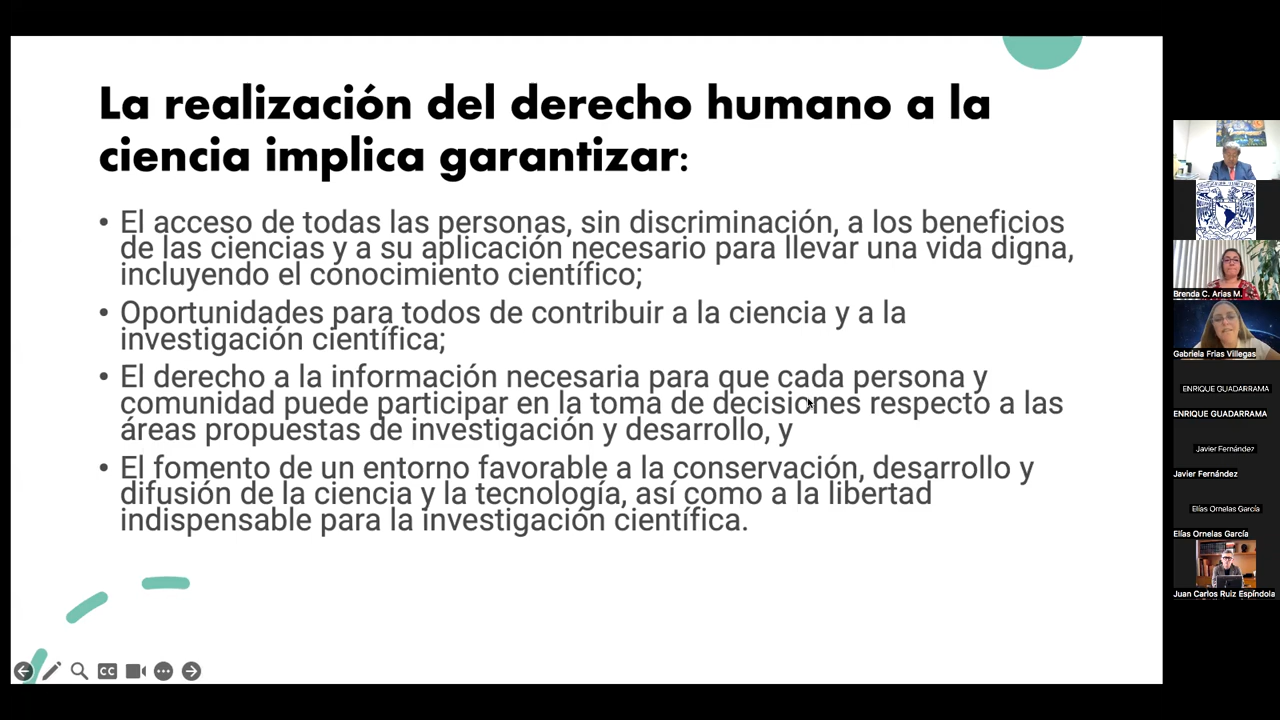 La realización del derecho humano a la
ciencia implica garantizar:
• El acceso de todas las personas, sin discriminación, a los beneficios
de las ciencias y a su aplicación necesario para llevar una vida digna,
incluyendo el conocimiento científico;
• Oportunidades para todos de contribuir a la ciencia y a la
investigación científica;
• El derecho a la información necesaria para que cada persona y
comunidad puede participar en la toma de decisiones respecto a las
áreas propuestas de investigación y desarrollo, y
• El fomento de un entorno favorable a la conservación, desarrollo y
difusión de la ciencia y la tecnología, así como a la libertad
indispensable para la investigación científica.
CC
Brenda C. Arias M.
Gabriela Frías Villegas
ENRIQUE GUADARRAMA
ENRIQUE GUADARRAMA
Javier Fernández
Javier Fernández
Elías Ornelas García
Elías Ornelas García
Juan Carlos Ruiz Espíndola